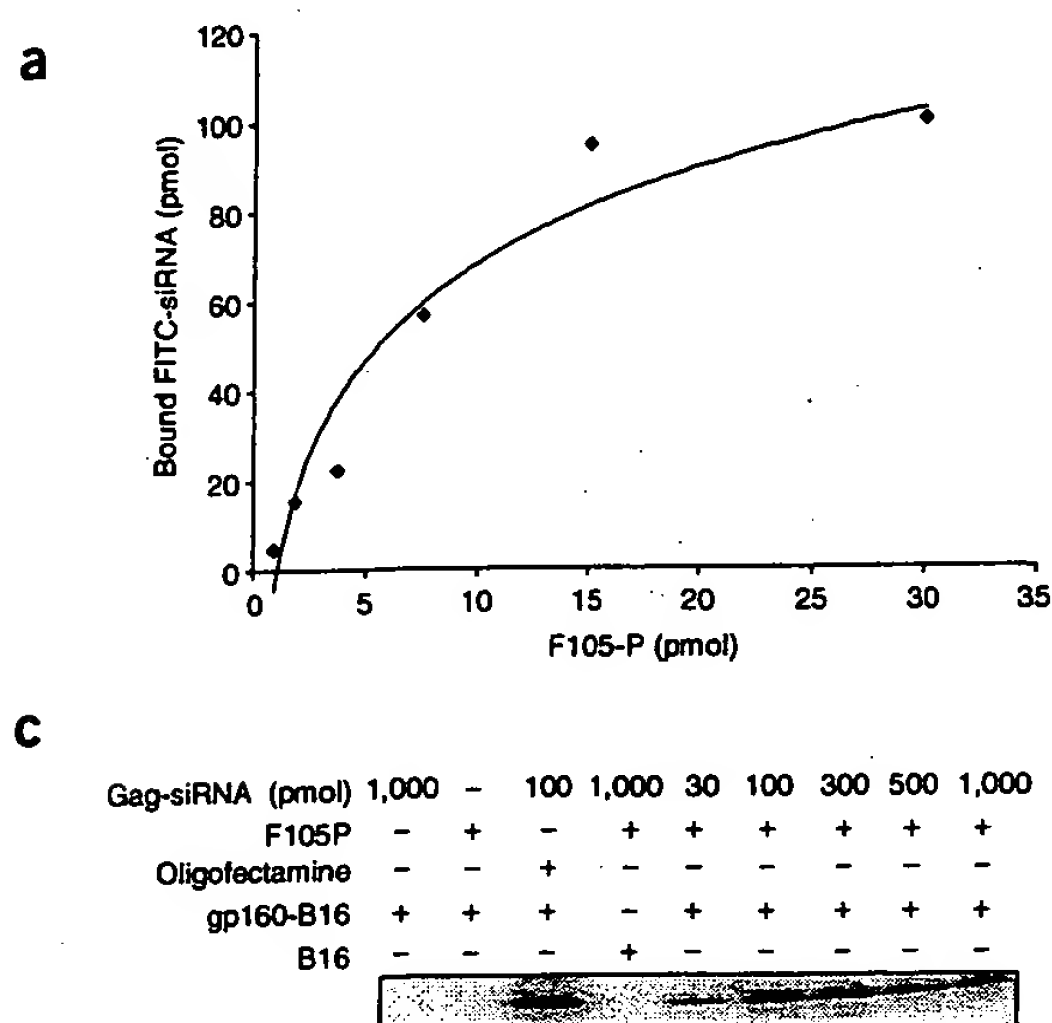 a
120
100
80
60
40
20
0
Bound FITC-siRNA (pmol)
0 5 10 15 20 25 30 35
F105-P (pmol)
c
Gag-siRNA (pmol) 1,000 – 100 1,000 30 100 300 500 1,000
F105P – + – + + + + + +
Oligofectamine – – + – – – – – –
gp160-B16 + + + – + + + + +
B16 – – – + – – – – –